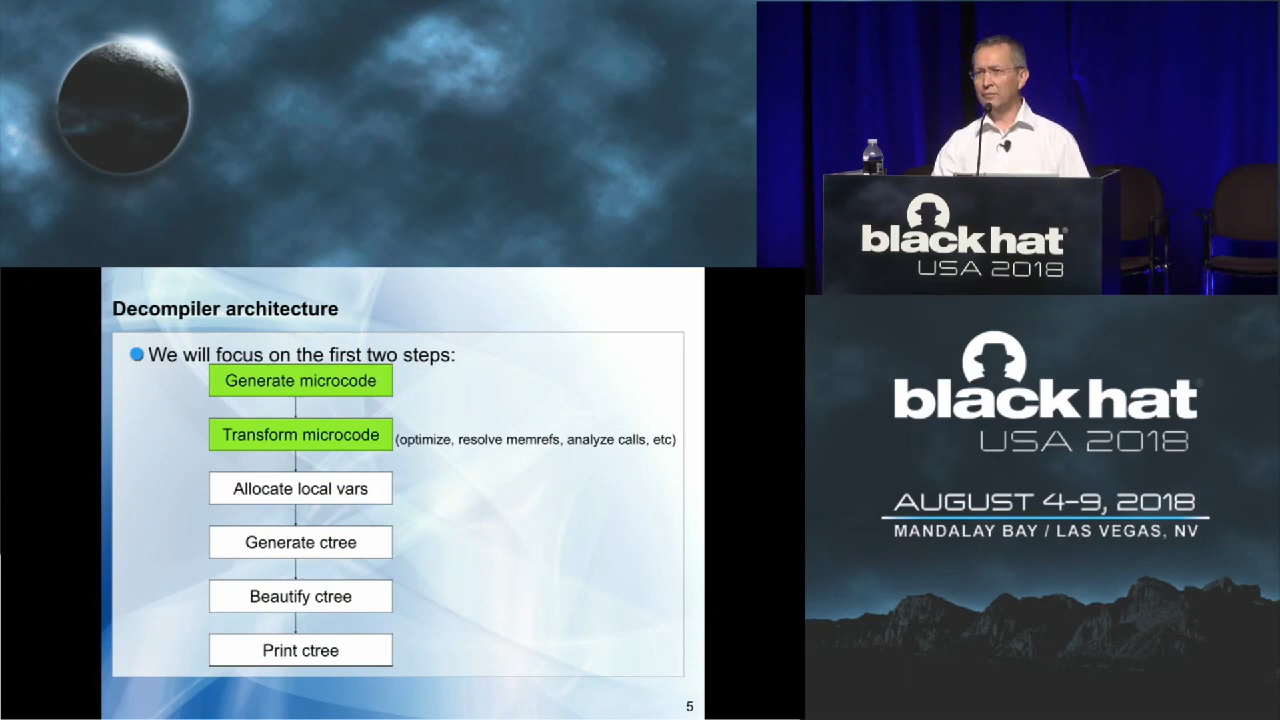 black hat
USA 2018
Decompiler architecture
We will focus on the first two steps:
Generate microcode
Transform microcode
(optimize, resolve memrefs, analyze calls, etc)
Allocate local vars
Generate ctree
Beautify ctree
Print ctree
5
black hat
USA 2018
AUGUST 4-9, 2018
MANDALAY BAY / LAS VEGAS, NV